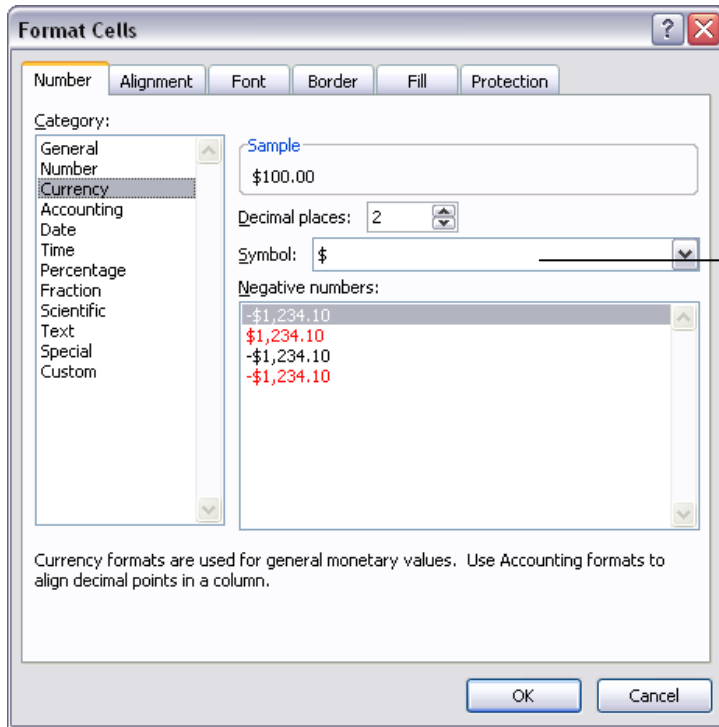 Format Cells
Number Alignment Font Border Fill Protection
Category:
General
Number
Currency
Accounting
Date
Time
Percentage
Fraction
Scientific
Text
Special
Custom
Sample
$100.00
Decimal places: 2
Symbol: $
Negative numbers:
-$1,234.10
$1,234.10
-$1,234.10
-$1,234.10
Currency formats are used for general monetary values. Use Accounting formats to
align decimal points in a column.
OK Cancel